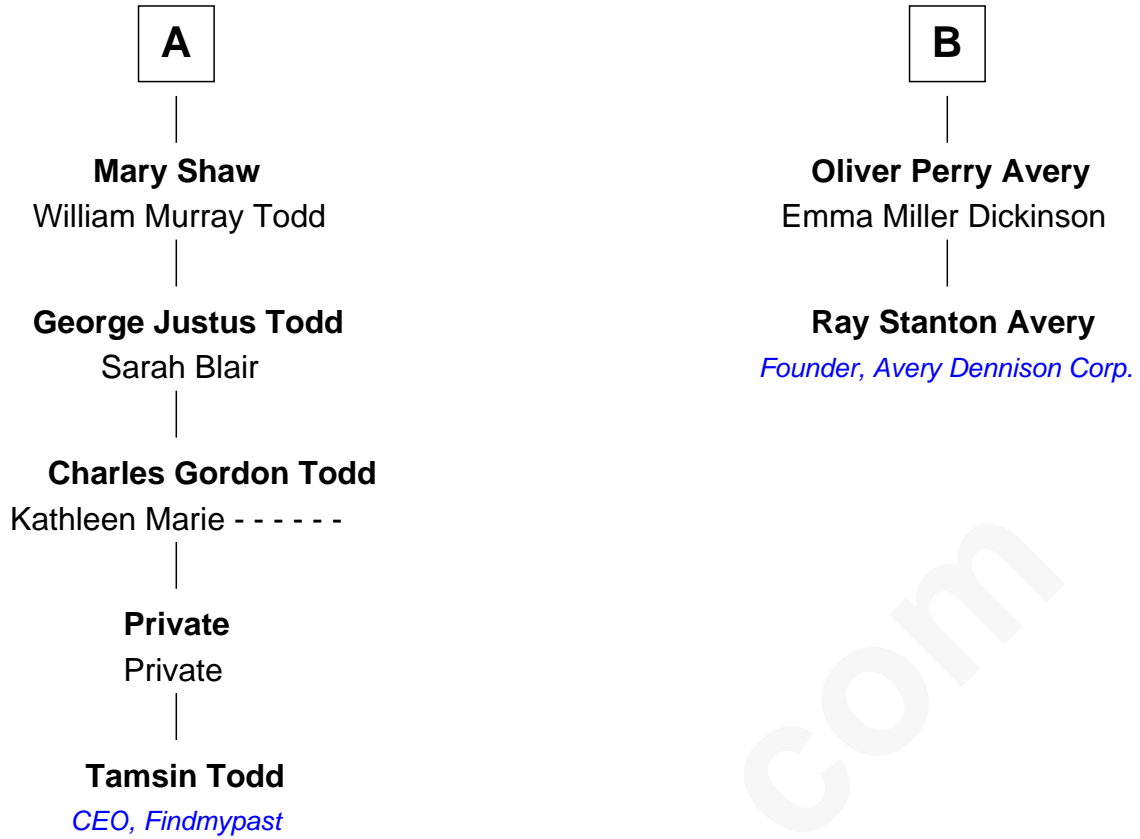 A
Mary Shaw
William Murray Todd
George Justus Todd
Sarah Blair
Charles Gordon Todd
Kathleen Marie - - - - - -
Private
Private
Tamsin Todd
CEO, Findmypast
B
Oliver Perry Avery
Emma Miller Dickinson
Ray Stanton Avery
Founder, Avery Dennison Corp.
com